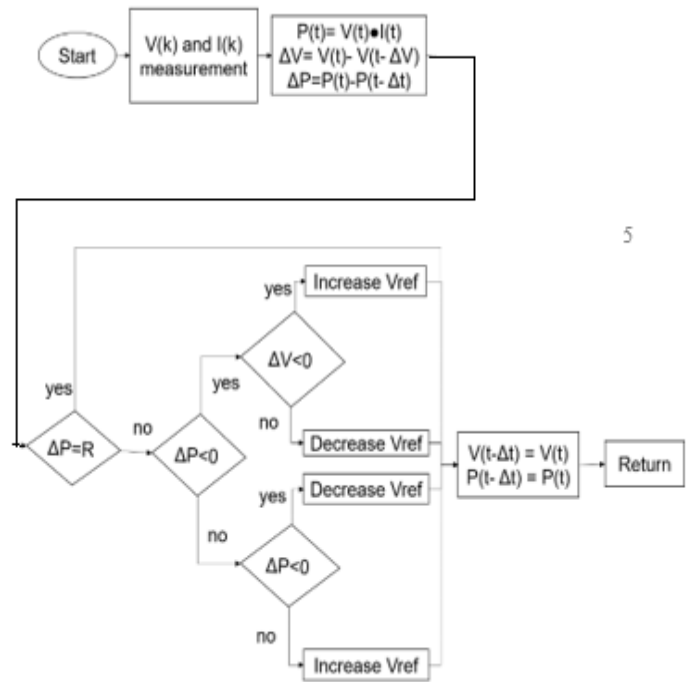 Start
V(k) and I(k)
measurement
P(t)= V(t)●I(t)
ΔV= V(t)- V(t- ΔV)
ΔP=P(t)-P(t- Δt)
5
yes
Increase Vref
ΔV<0
yes
no
Decrease Vref
yes
ΔP=R
no
ΔP<0
V(t-Δt) = V(t)
P(t- Δt) = P(t)
Return
yes
Decrease Vref
no
ΔP<0
no
Increase Vref